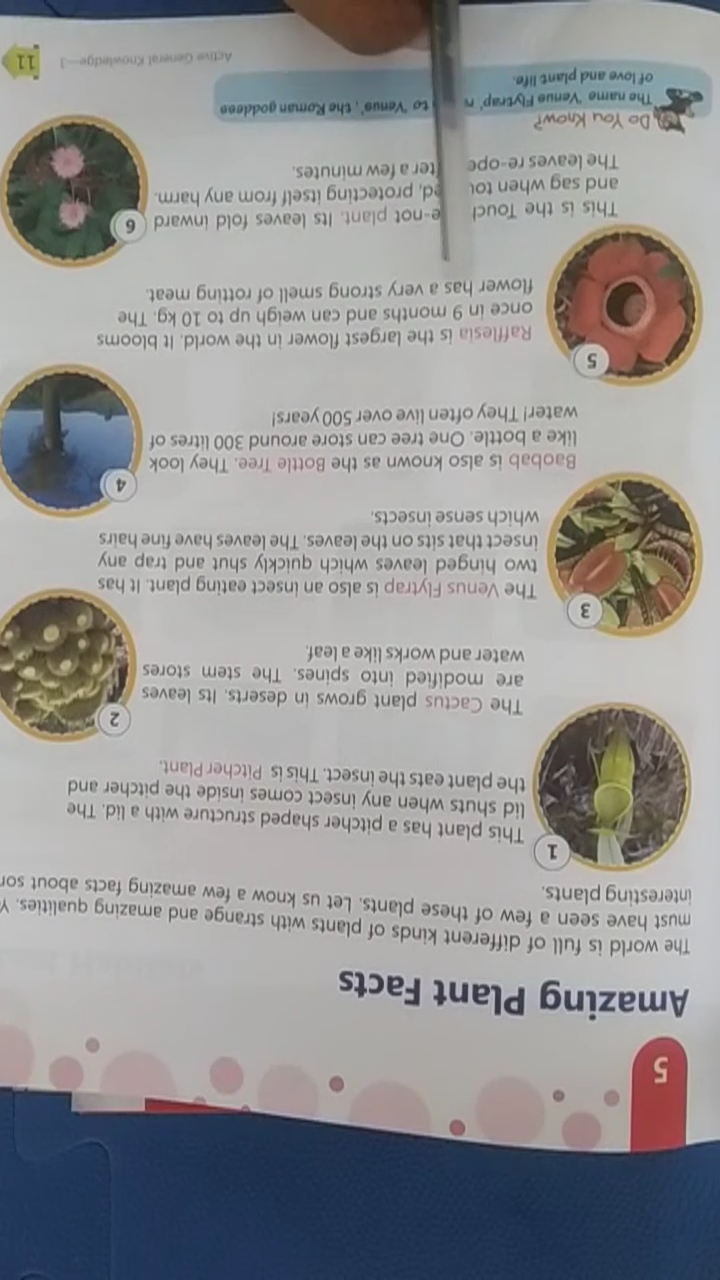 5
Amazing Plant Facts
The world is full of different kinds of plants with strange and amazing qualities.
must have seen a few of these plants. Let us know a few amazing facts about
interesting plants.
1
This plant has a pitcher shaped structure with a lid. The
lid shuts when any insect comes inside the pitcher and
the plant eats the insect. This is Pitcher Plant.
2
The Cactus plant grows in deserts. Its leaves
are modified into spines. The stem stores
water and works like a leaf.
3
The Venus Flytrap is also an insect eating plant. It has
two hinged leaves which quickly shut and trap any
insect that sits on the leaves. The leaves have fine hairs
which sense insects.
4
Baobab is also known as the Bottle Tree. They look
like a bottle. One tree can store around 300 litres of
water! They often live over 500 years!
5
Rafflesia is the largest flower in the world. It blooms
once in 9 months and can weigh up to 10 kg. The
flower has a very strong smell of rotting meat.
6
This is the plant. Its leaves fold inward
and sag when protecting itself from any harm.
The leaves a few minutes.
Do You Know?
The name 'Venus Flytrap' to 'Venus', the Roman goddess
of love and plant life.
Active General Knowledge—3
11